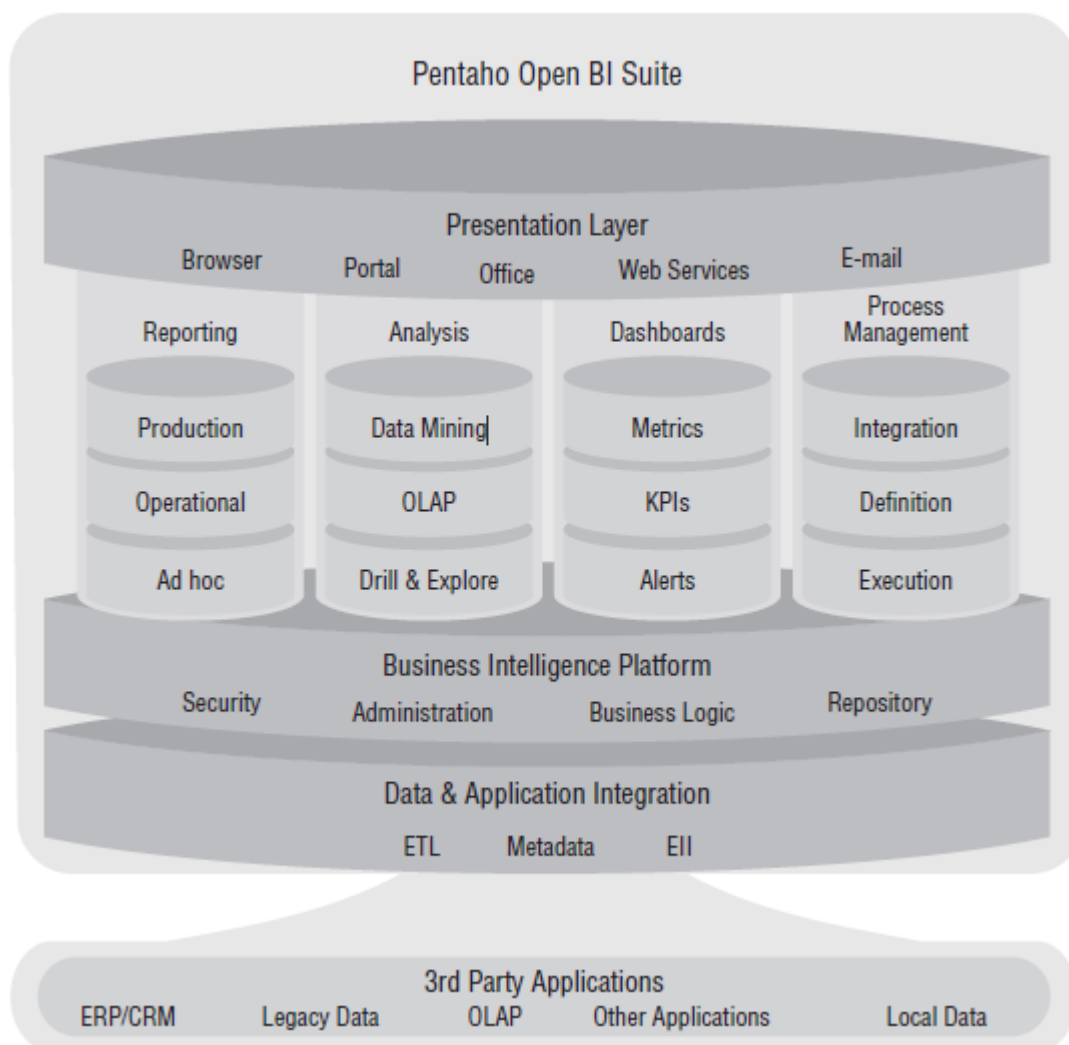 Pentaho Open BI Suite
Presentation Layer
Browser Portal Office Web Services E-mail
Reporting Analysis Dashboards Process Management
Production Data Mining Metrics Integration
Operational OLAP KPIs Definition
Ad hoc Drill & Explore Alerts Execution
Business Intelligence Platform
Security Administration Business Logic Repository
Data & Application Integration
ETL Metadata EII
3rd Party Applications
ERP/CRM Legacy Data OLAP Other Applications Local Data